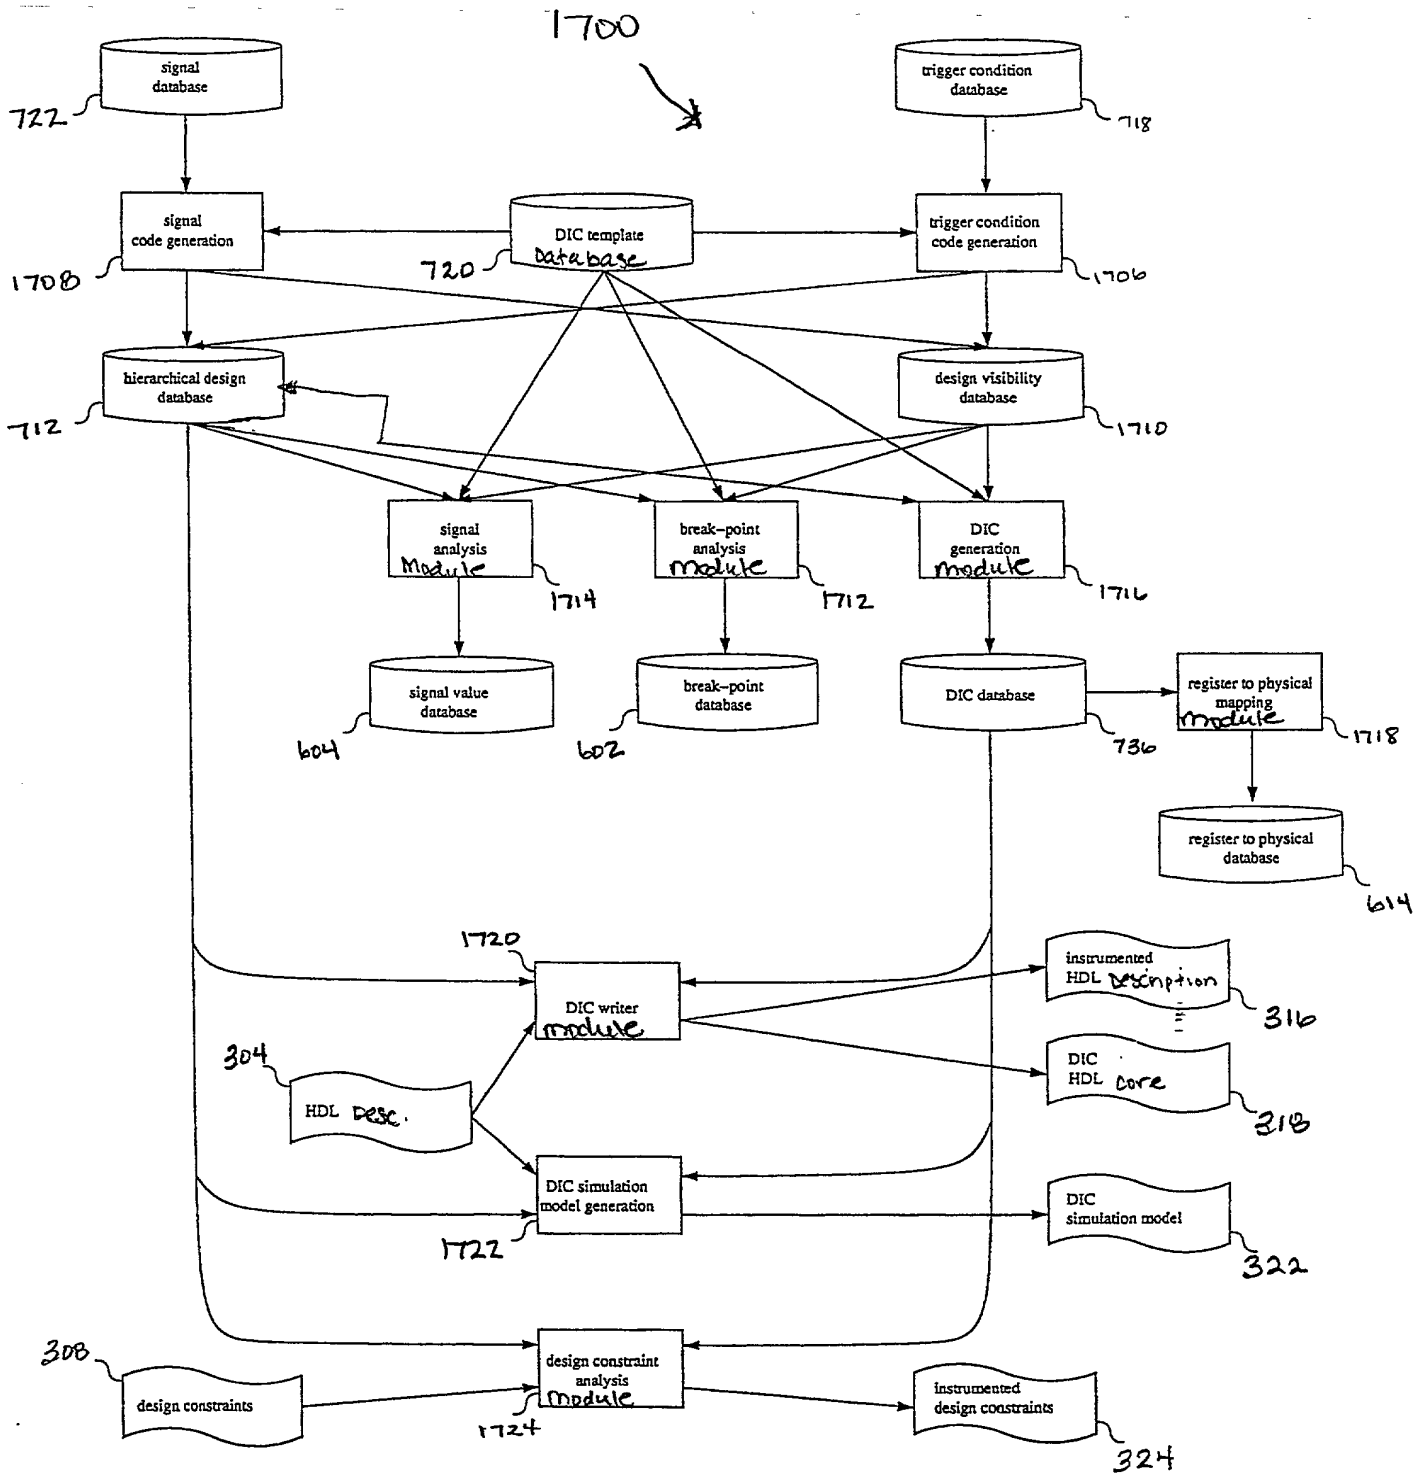 1700
signal
database
722
trigger condition
database
718
signal
code generation
1708
DIC template
Database
720
trigger condition
code generation
1706
hierarchical design
database
712
design visibility
database
1710
signal
analysis
Module
1714
break-point
analysis
module
1712
DIC
generation
module
1716
signal value
database
604
break-point
database
602
DIC database
736
register to physical
mapping
module
1718
register to physical
database
614
1720
DIC writer
module
instrumented
HDL Description
316
304
HDL Desc.
DIC
HDL core
318
DIC simulation
model generation
1722
DIC
simulation model
322
308
design constraints
design constraint
analysis
module
1724
instrumented
design constraints
324